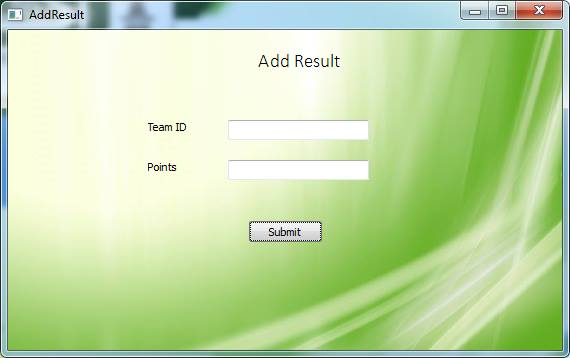 AddResult
Add Result
Team ID
Points
Submit